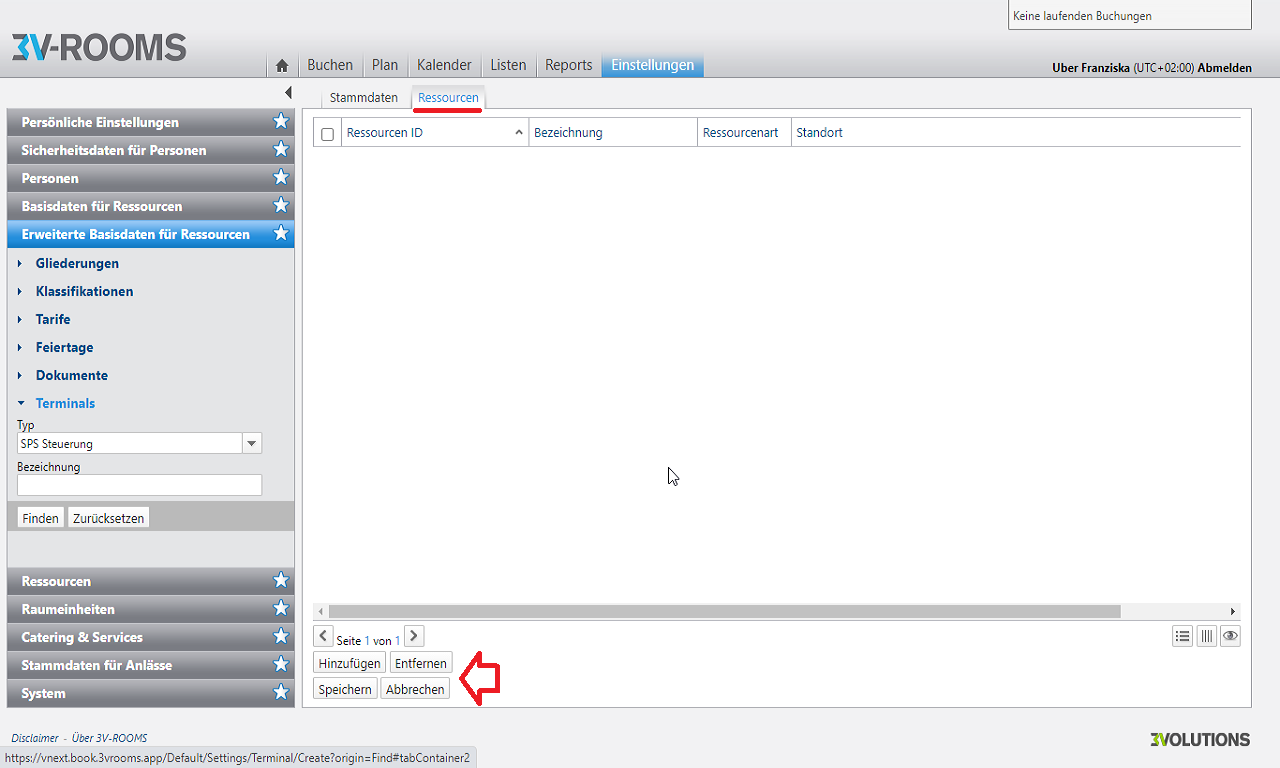 Keine laufenden Buchungen
3V-ROOMS
Buchen Plan Kalender Listen Reports Einstellungen
Uber Franziska (UTC+02:00) Abmelden
Stammdaten Ressourcen
Persönliche Einstellungen
Sicherheitsdaten für Personen
Personen
Basisdaten für Ressourcen
Erweiterte Basisdaten für Ressourcen
Gliederungen
Klassifikationen
Tarife
Feiertage
Dokumente
Terminals
Typ
SPS Steuerung
Bezeichnung
Finden Zurücksetzen
Ressourcen
Raumeinheiten
Catering & Services
Stammdaten für Anlässe
System
Ressourcen ID Bezeichnung Ressourcenart Standort
Seite 1 von 1
Hinzufügen Entfernen
Speichern Abbrechen
Disclaimer - Über 3V-ROOMS
3VOLUTIONS
https://vnext.book.3vrooms.app/Default/Settings/Terminal/Create?origin=Find#tabContainer2